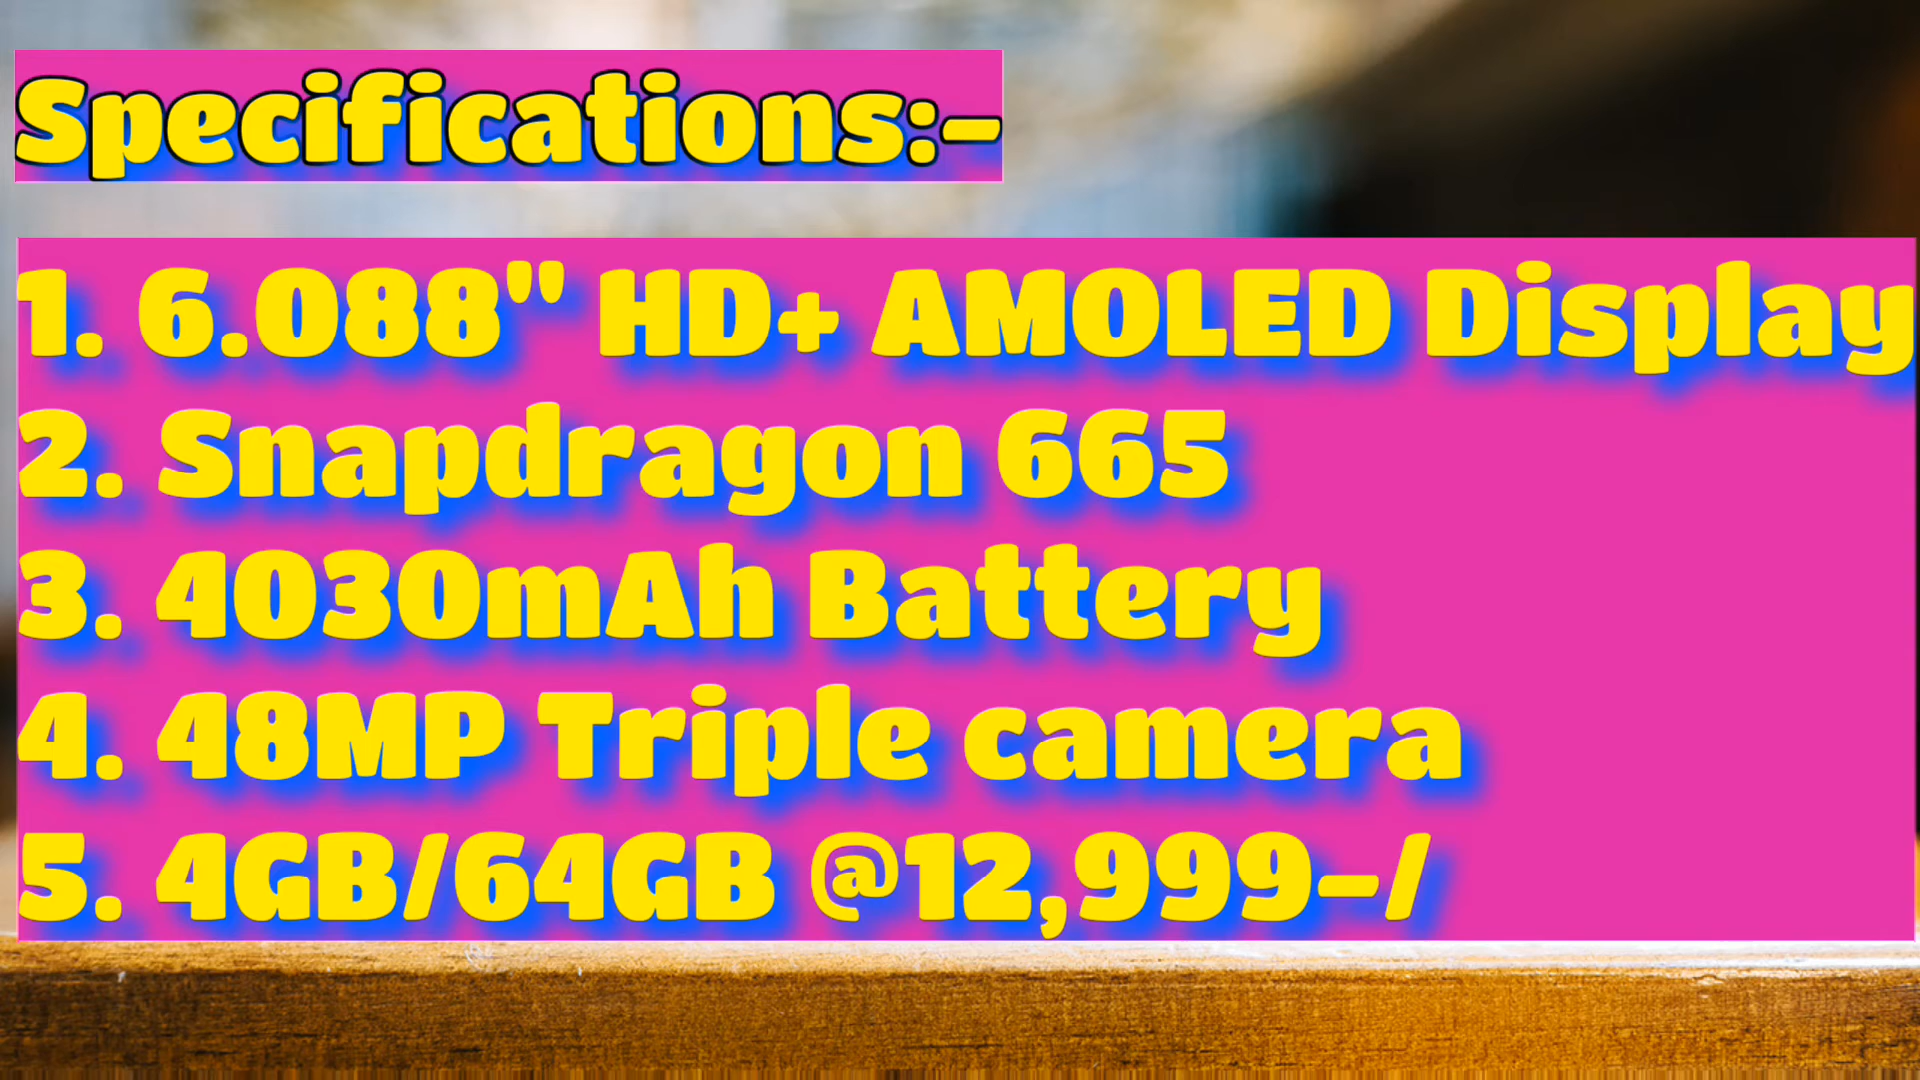 Specifications:-
1. 6.088" HD+ AMOLED Display
2. Snapdragon 665
3. 4030mAh Battery
4. 48MP Triple camera
5. 4GB/64GB @12,999-/